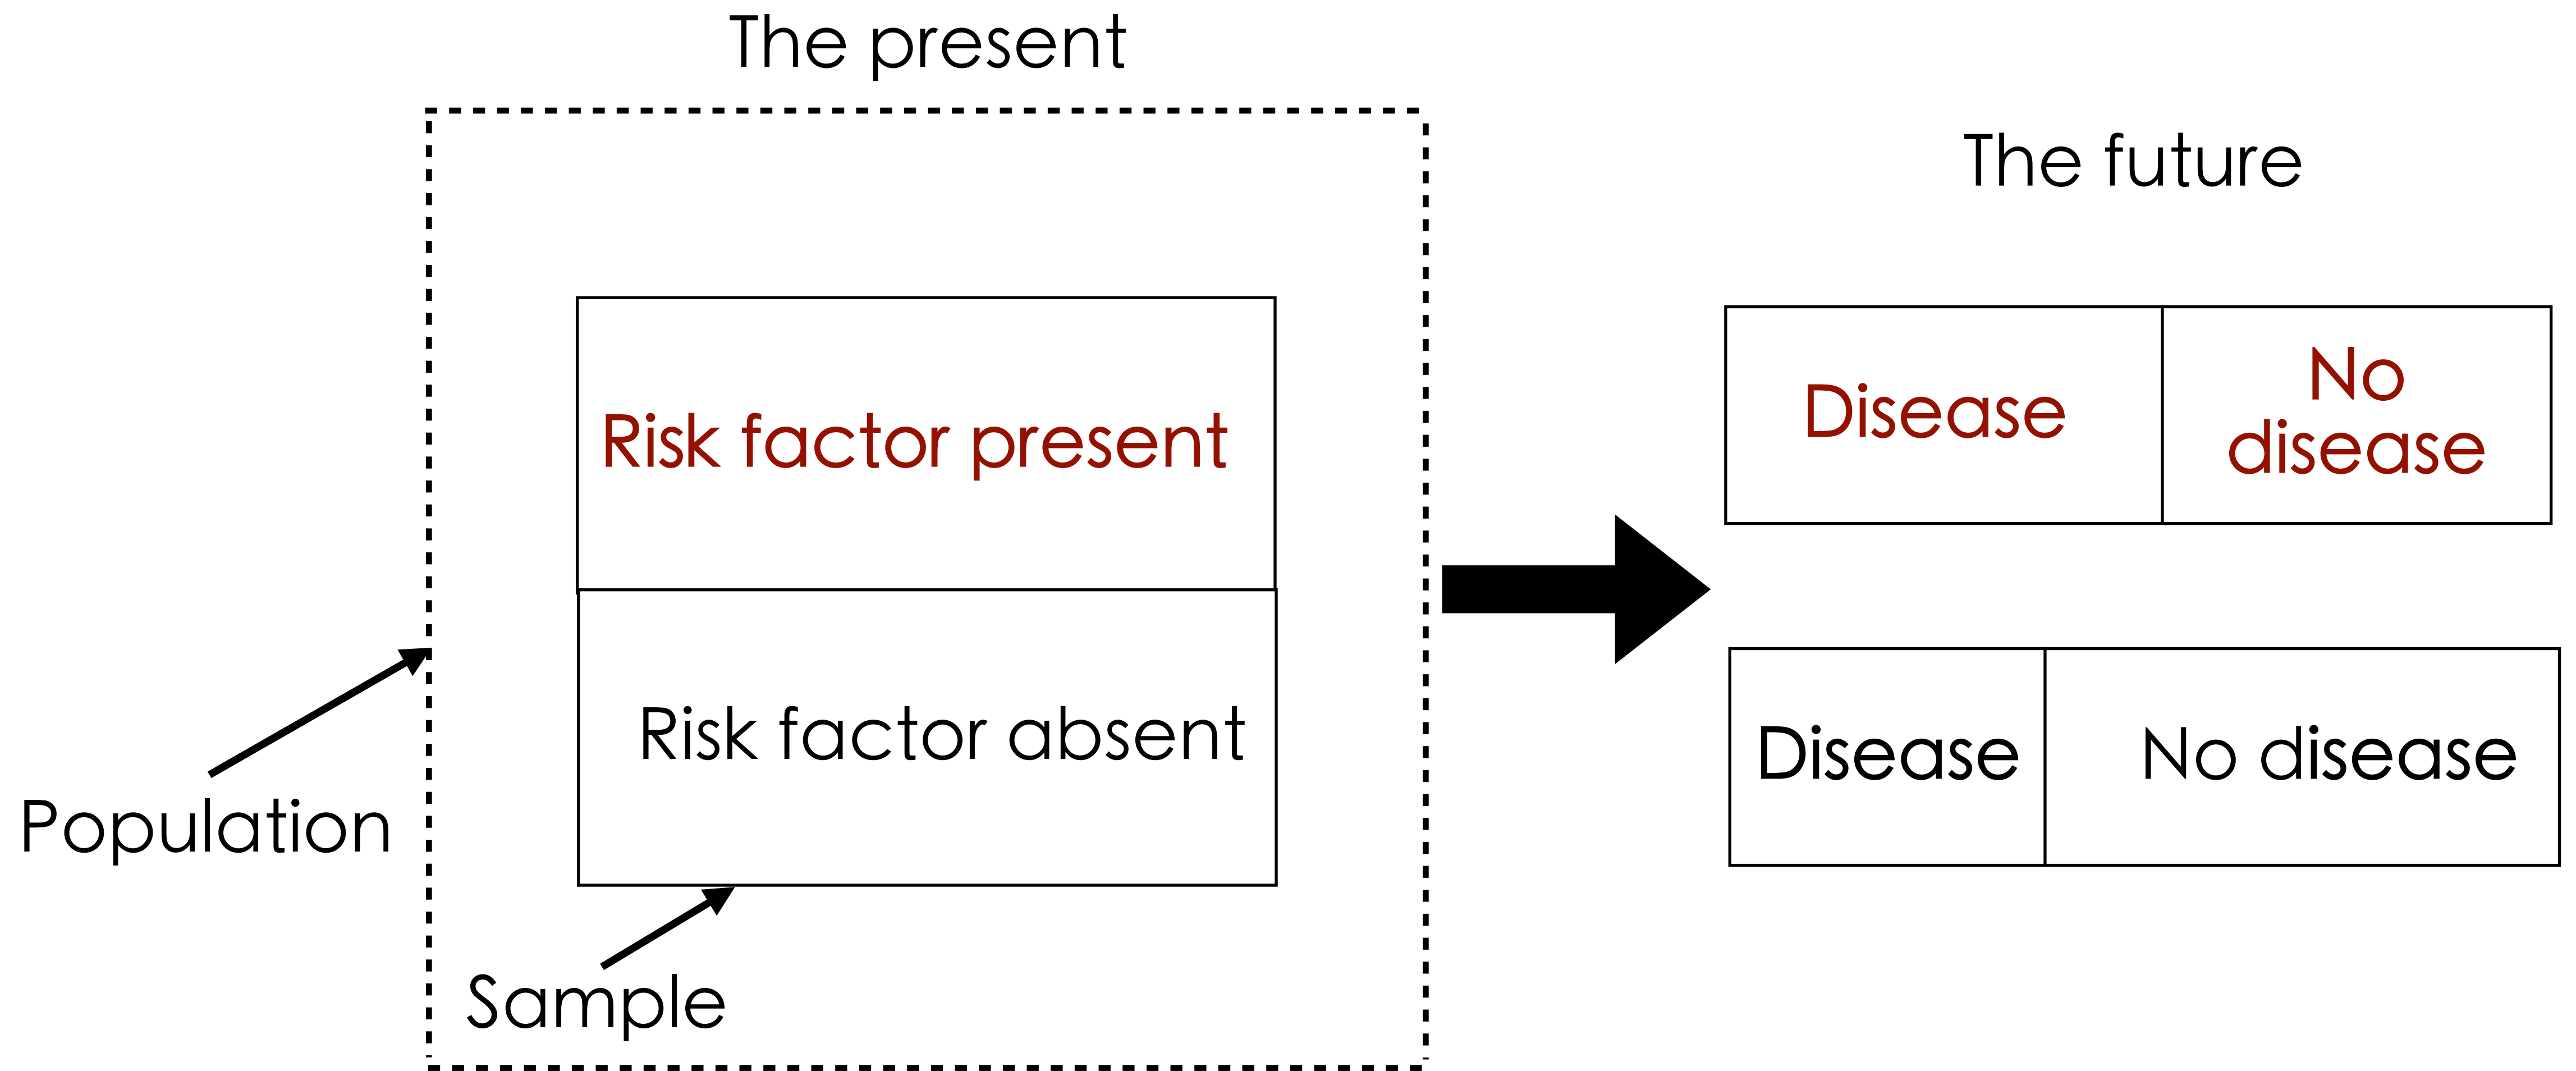 The present
The future
Risk factor present
Disease
No
disease
Risk factor absent
Disease
No disease
Population
Sample